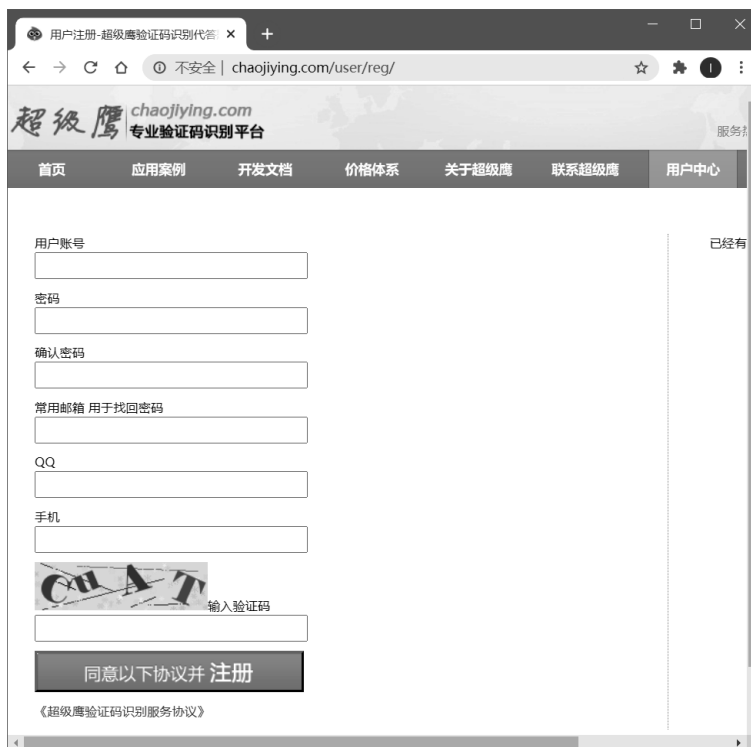 用户注册-超级鹰验证码识别代答
不安全 | chaojiying.com/user/reg/
超级鹰 chaojiying.com
专业验证码识别平台
服务
首页 应用案例 开发文档 价格体系 关于超级鹰 联系超级鹰 用户中心
用户账号
已经有
密码
确认密码
常用邮箱 用于找回密码
QQ
手机
输入验证码
同意以下协议并 注册
《超级鹰验证码识别服务协议》